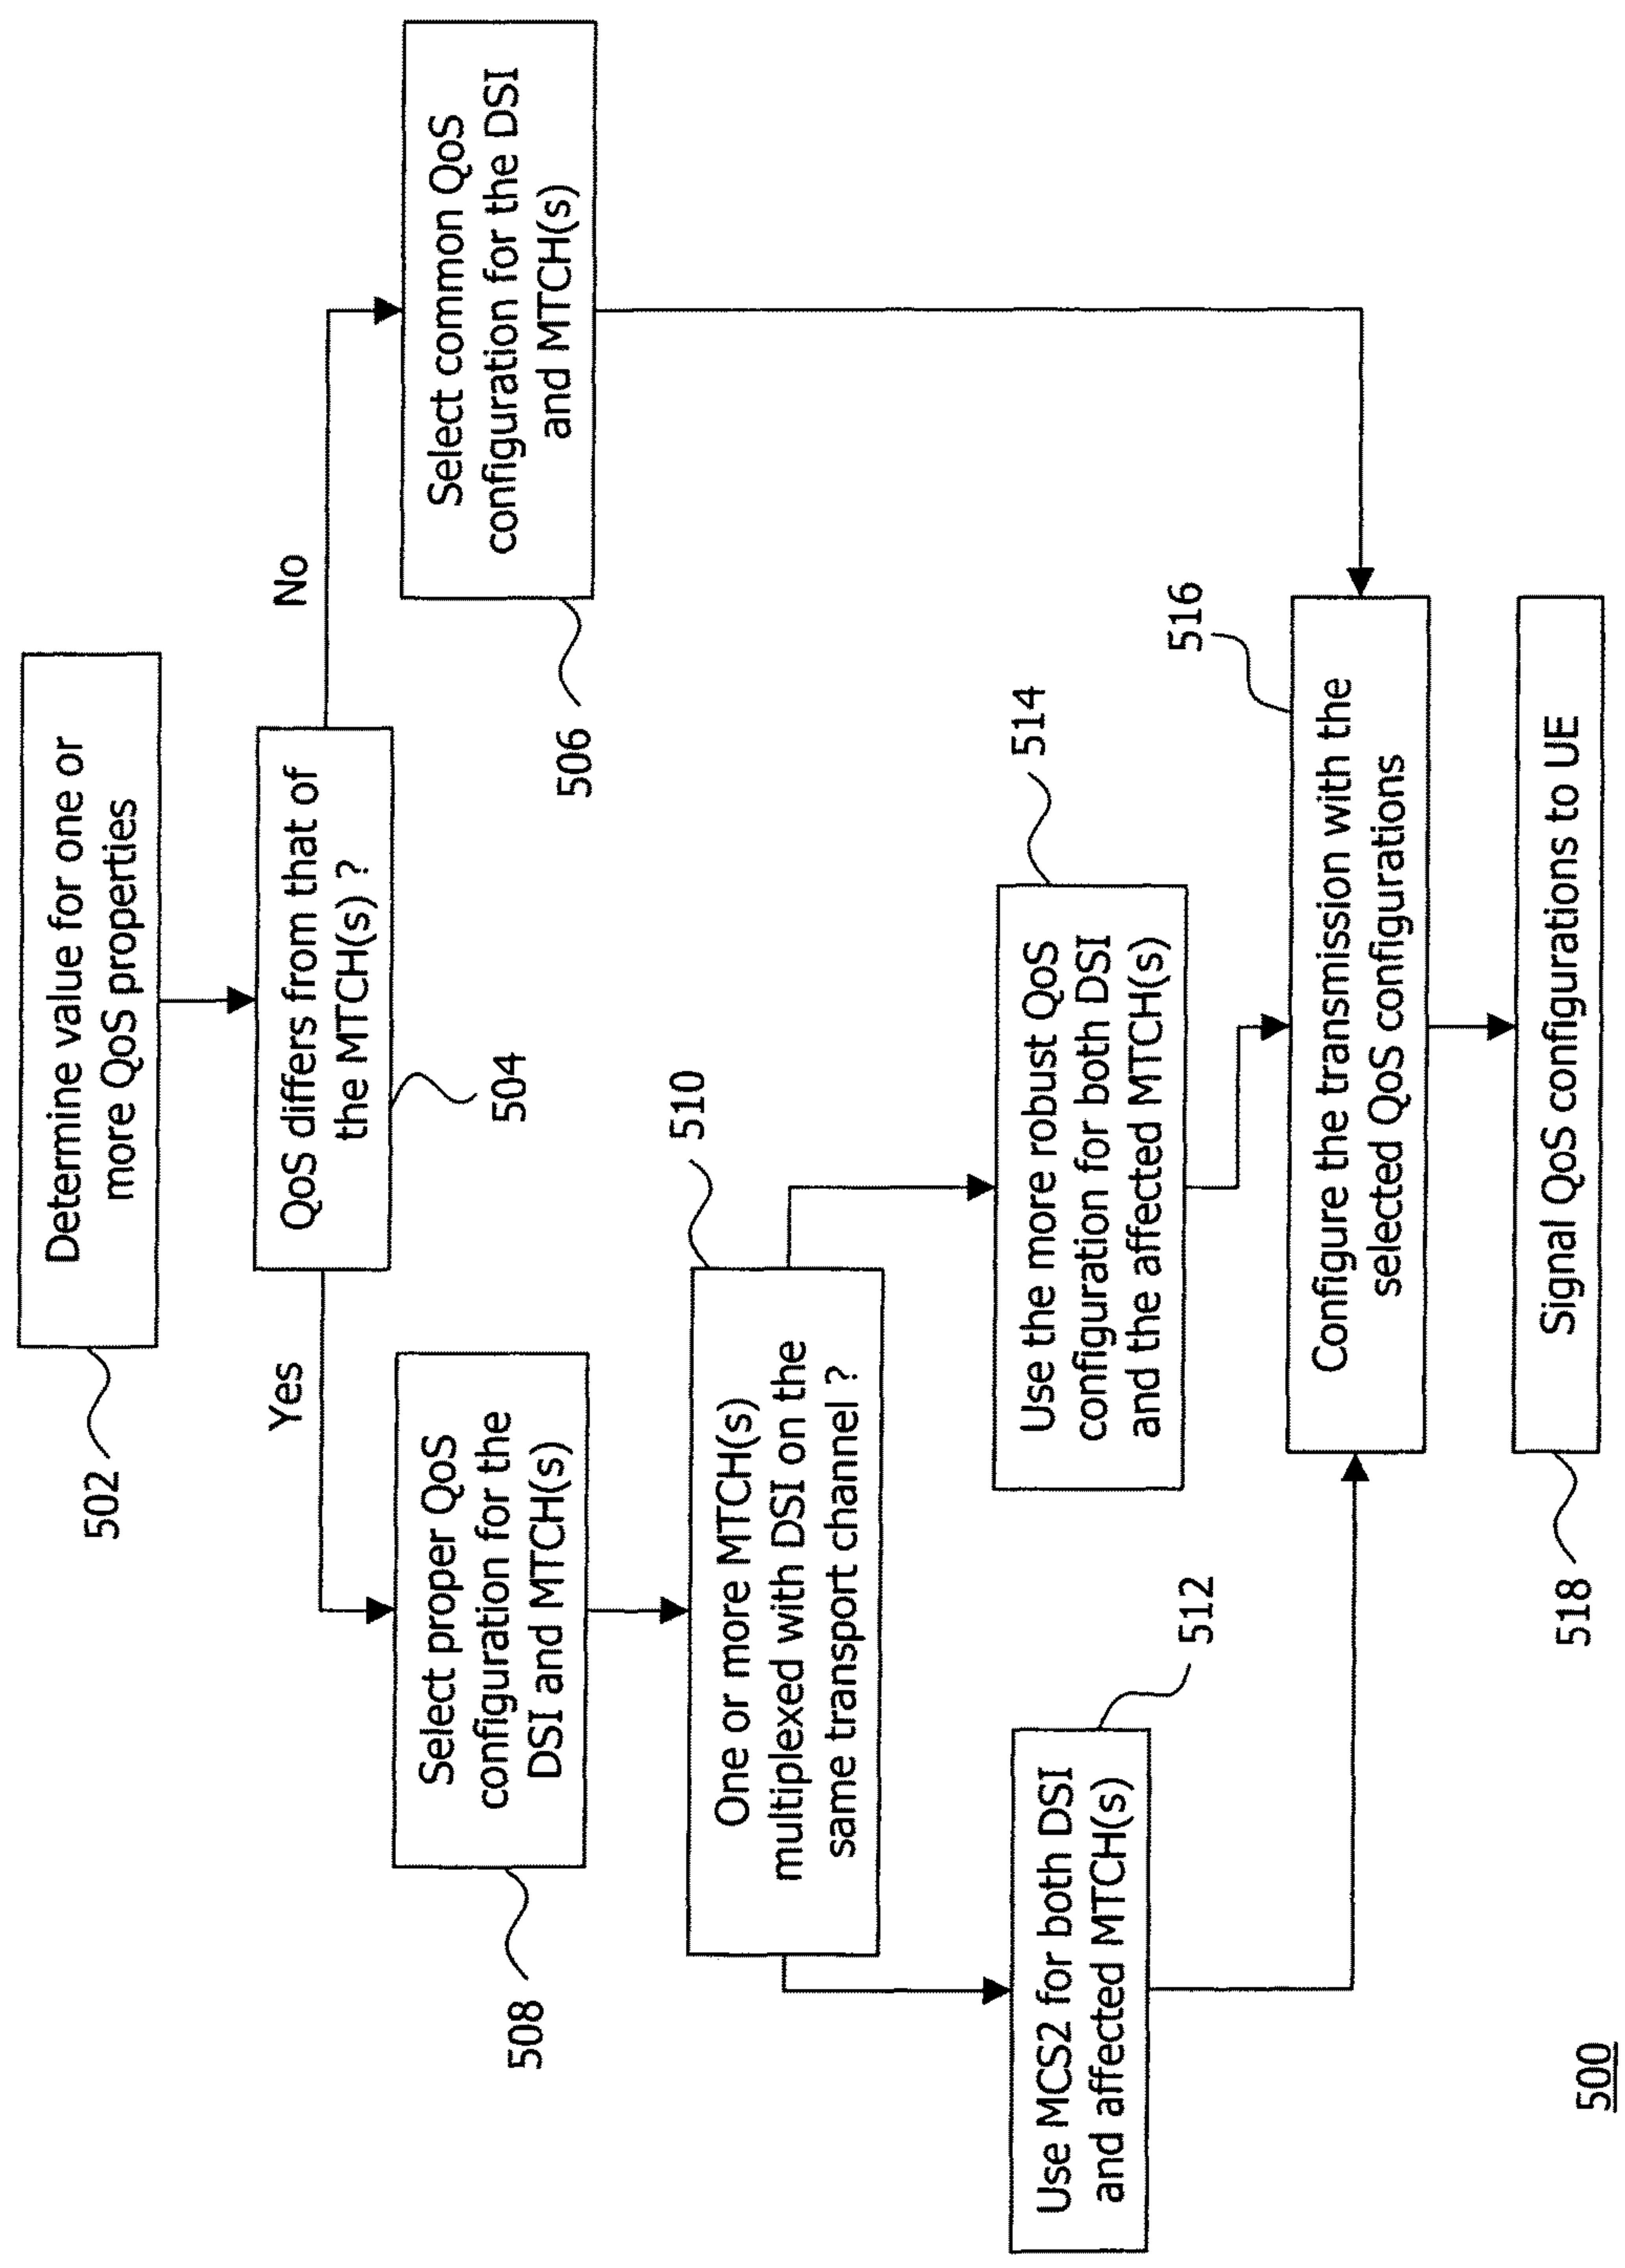 Determine value for one or
more QoS properties
502
QoS differs from that of
the MTCH(s) ?
504
Yes
No
Select proper QoS
configuration for the
DSI and MTCH(s)
508
Select common QoS
configuration for the DSI
and MTCH(s)
506
One or more MTCH(s)
multiplexed with DSI on the
same transport channel ?
510
Use MCS2 for both DSI
and affected MTCH(s)
512
Use the more robust QoS
configuration for both DSI
and the affected MTCH(s)
514
Configure the transmission with the
selected QoS configurations
516
Signal QoS configurations to UE
518
500